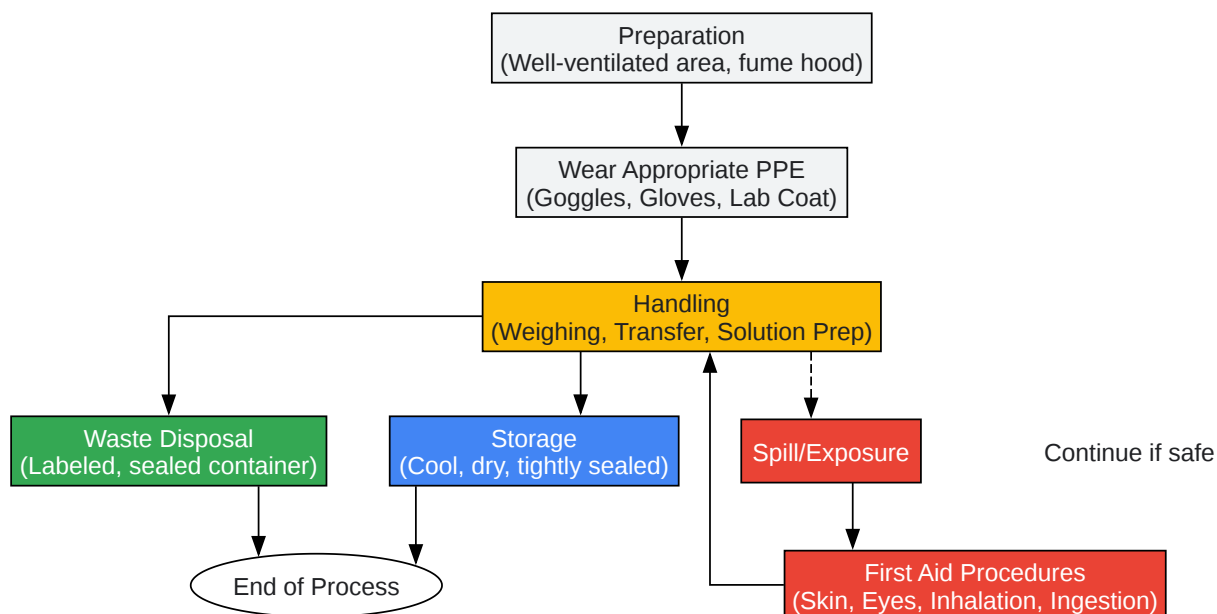 Preparation
(Well-ventilated area, fume hood)
Wear Appropriate PPE
(Goggles, Gloves, Lab Coat)
Handling
(Weighing, Transfer, Solution Prep)
Waste Disposal
(Labeled, sealed container)
Storage
(Cool, dry, tightly sealed)
Spill/Exposure
Continue if safe
End of Process
First Aid Procedures
(Skin, Eyes, Inhalation, Ingestion)